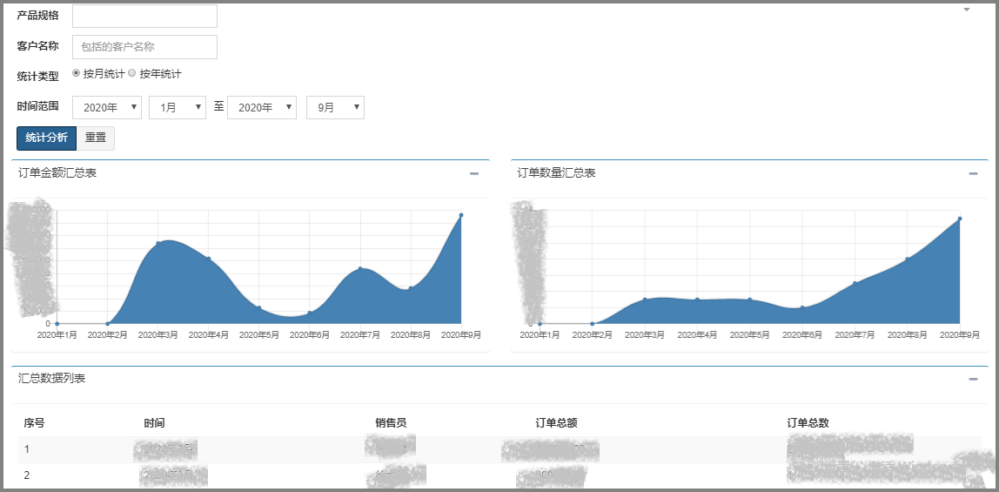 产品规格
客户名称 包括的客户名称
统计类型 按月统计 按年统计
时间范围 2020年 1月 至 2020年 9月
统计分析 重置
订单金额汇总表
0
2020年1月 2020年2月 2020年3月 2020年4月 2020年5月 2020年6月 2020年7月 2020年8月 2020年9月
订单数量汇总表
2020年1月 2020年2月 2020年3月 2020年4月 2020年5月 2020年6月 2020年7月 2020年8月 2020年9月
汇总数据列表
序号 时间 销售员 订单总额 订单总数
1
2